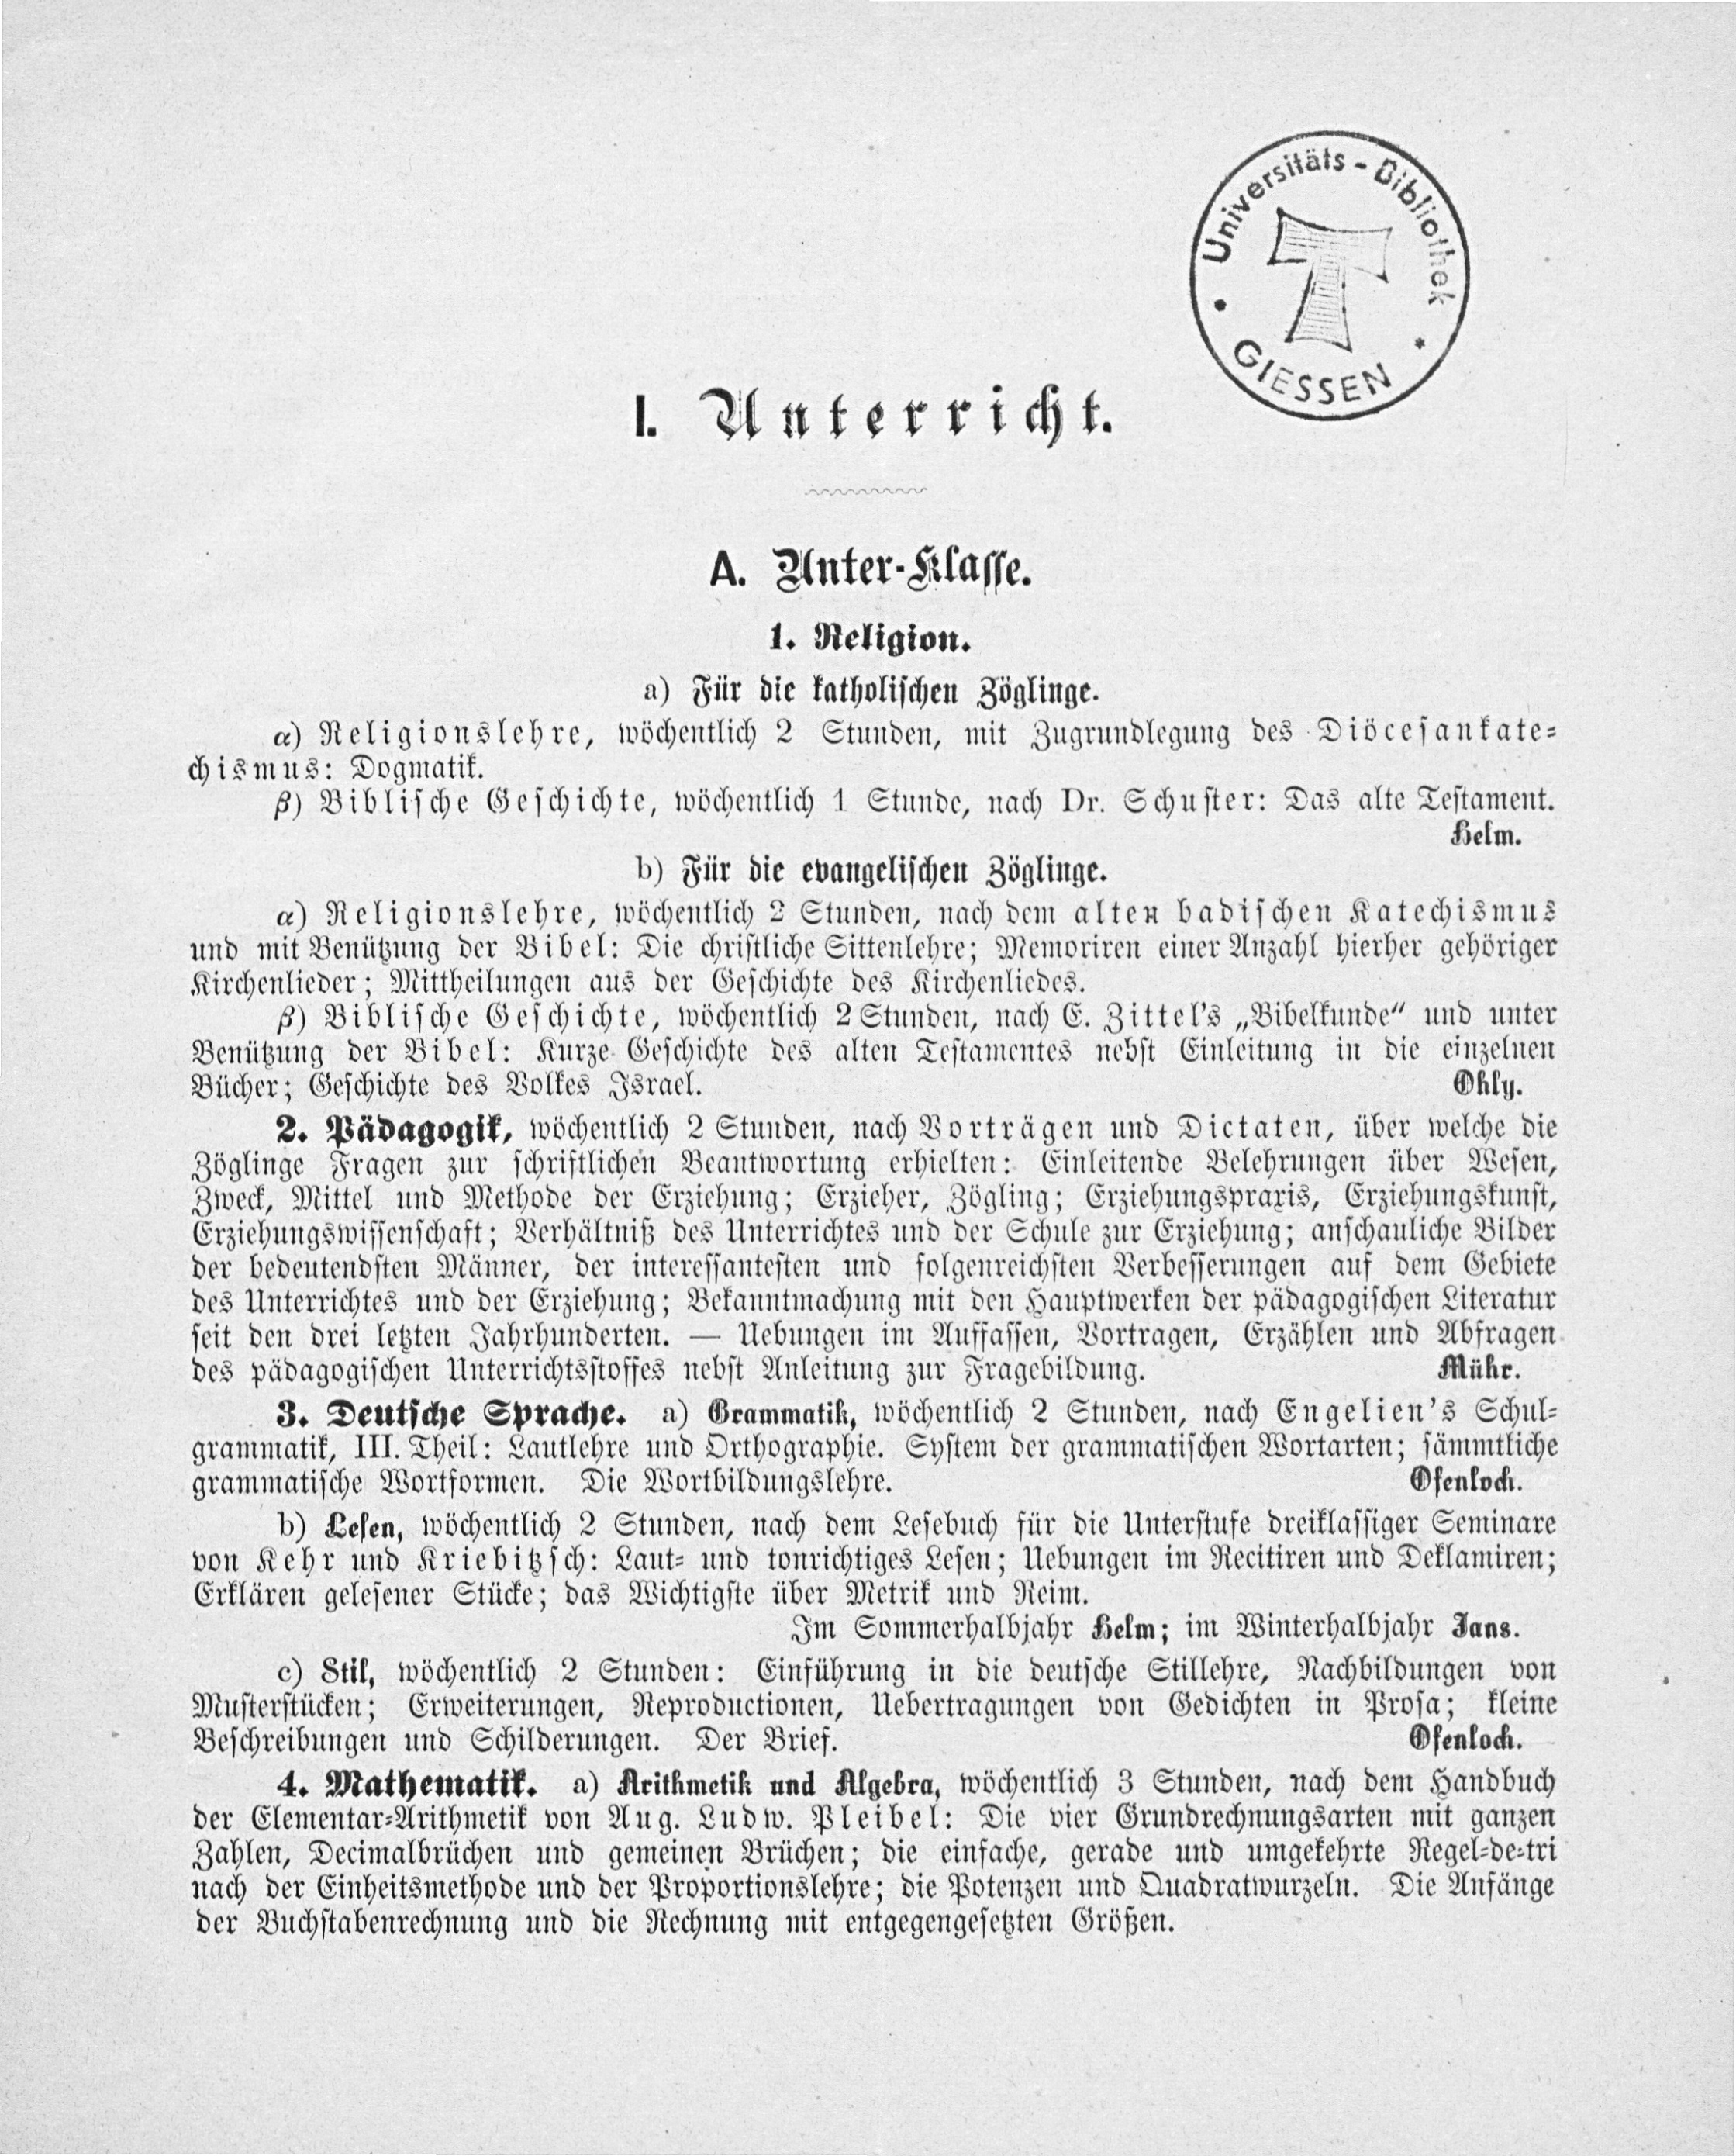 Universitäts-Bibliothek
GIESSEN
I. Unterricht.
A. Unter-Klasse.
1. Religion.
a) Für die katholischen Zöglinge.
α) Religionslehre, wöchentlich 2 Stunden, mit Zugrundlegung des Diöcesankate-
chismus: Dogmatik.
β) Biblische Geschichte, wöchentlich 1 Stunde, nach Dr. Schuster: Das alte Testament.
Helm.
b) Für die evangelischen Zöglinge.
α) Religionslehre, wöchentlich 2 Stunden, nach dem alten badischen Katechismus
und mit Benützung der Bibel: Die christliche Sittenlehre; Memoriren einer Anzahl hierher gehöriger
Kirchenlieder; Mittheilungen aus der Geschichte des Kirchenliedes.
β) Biblische Geschichte, wöchentlich 2 Stunden, nach E. Zittel's „Bibelkunde“ und unter
Benützung der Bibel: Kurze Geschichte des alten Testamentes nebst Einleitung in die einzelnen
Bücher; Geschichte des Volkes Israel. Ohly.
2. Pädagogik, wöchentlich 2 Stunden, nach Vorträgen und Dictaten, über welche die
Zöglinge Fragen zur schriftlichen Beantwortung erhielten: Einleitende Belehrungen über Wesen,
Zweck, Mittel und Methode der Erziehung; Erzieher, Zögling; Erziehungspraxis, Erziehungskunst,
Erziehungswissenschaft; Verhältniß des Unterrichtes und der Schule zur Erziehung; anschauliche Bilder
der bedeutendsten Männer, der interessantesten und folgenreichsten Verbesserungen auf dem Gebiete
des Unterrichtes und der Erziehung; Bekanntmachung mit den Hauptwerken der pädagogischen Literatur
seit den drei letzten Jahrhunderten. — Uebungen im Auffassen, Vortragen, Erzählen und Abfragen
des pädagogischen Unterrichtsstoffes nebst Anleitung zur Fragebildung. Mühr.
3. Deutsche Sprache. a) Grammatik, wöchentlich 2 Stunden, nach Engelien's Schul-
grammatik, III. Theil: Lautlehre und Orthographie. System der grammatischen Wortarten; sämmtliche
grammatische Wortformen. Die Wortbildungslehre. Ofenloch.
b) Lesen, wöchentlich 2 Stunden, nach dem Lesebuch für die Unterstufe dreiklassiger Seminare
von Kehr und Kriebitzsch: Laut- und tonrichtiges Lesen; Uebungen im Recitiren und Deklamiren;
Erklären gelesener Stücke; das Wichtigste über Metrik und Reim.
Im Sommerhalbjahr Helm; im Winterhalbjahr Jans.
c) Stil, wöchentlich 2 Stunden: Einführung in die deutsche Stillehre, Nachbildungen von
Musterstücken; Erweiterungen, Reproductionen, Uebertragungen von Gedichten in Prosa; kleine
Beschreibungen und Schilderungen. Der Brief. Ofenloch.
4. Mathematik. a) Arithmetik und Algebra, wöchentlich 3 Stunden, nach dem Handbuch
der Elementar-Arithmetik von Aug. Ludw. Pleibel: Die vier Grundrechnungsarten mit ganzen
Zahlen, Decimalbrüchen und gemeinen Brüchen; die einfache, gerade und umgekehrte Regel-de-tri
nach der Einheitsmethode und der Proportionslehre; die Potenzen und Quadratwurzeln. Die Anfänge
der Buchstabenrechnung und die Rechnung mit entgegengesetzten Größen.